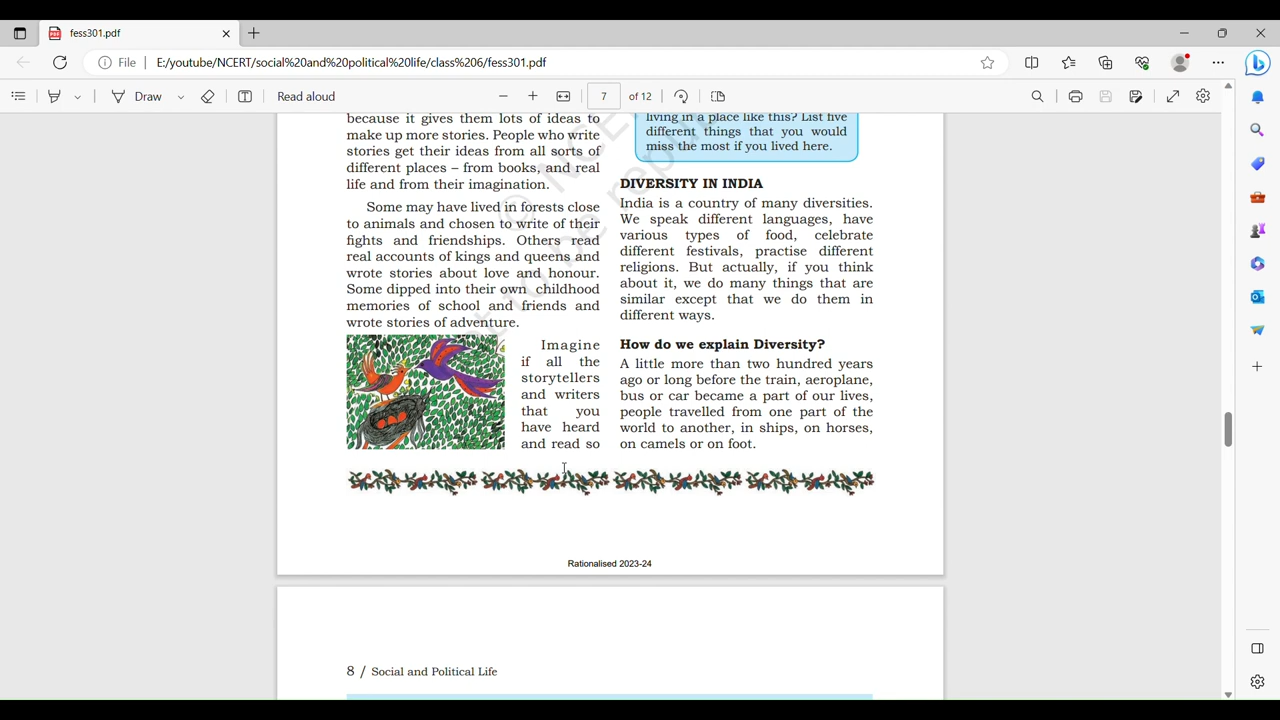 fess301.pdf
File
E:/youtube/NCERT/social%20and%20political%20life/class%206/fess301.pdf
Draw
Read aloud
7
of 12
because it gives them lots of ideas to
make up more stories. People who write
stories get their ideas from all sorts of
different places – from books, and real
life and from their imagination.
Some may have lived in forests close
to animals and chosen to write of their
fights and friendships. Others read
real accounts of kings and queens and
wrote stories about love and honour.
Some dipped into their own childhood
memories of school and friends and
wrote stories of adventure.
Imagine
if all the
storytellers
and writers
that you
have heard
and read so
living in a place like this? List five
different things that you would
miss the most if you lived here.
DIVERSITY IN INDIA
India is a country of many diversities.
We speak different languages, have
various types of food, celebrate
different festivals, practise different
religions. But actually, if you think
about it, we do many things that are
similar except that we do them in
different ways.
How do we explain Diversity?
A little more than two hundred years
ago or long before the train, aeroplane,
bus or car became a part of our lives,
people travelled from one part of the
world to another, in ships, on horses,
on camels or on foot.
Rationalised 2023-24
8 / Social and Political Life